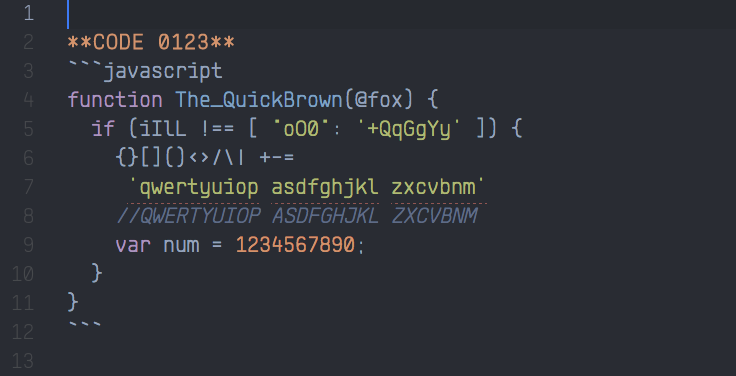 1
2 **CODE 0123**
3 ```javascript
4 function The_QuickBrown(@fox) {
5   if (iIlL !== [ "oO0": '+QqGgYy' ]) {
6     {}[]()<>/\| +-=
7      'qwertyuiop asdfghjkl zxcvbnm'
8     //QWERTYUIOP ASDFGHJKL ZXCVBNM
9     var num = 1234567890;
10   }
11 }
12 ```
13